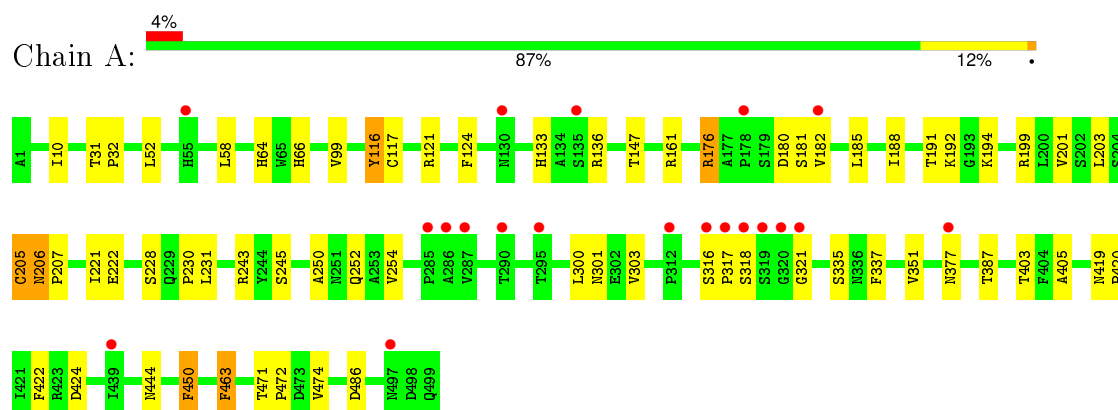 4%
Chain A:
87%
12%
A1 I10 T31 P32 L52 H55 L58 H64 W65 H66 V99 Y116 G117 R121 F124 N130 H133 A134 S135 R136 T147 R161 R176 A177 P178 S179 D180 S181 V182 L185 I188 T191 K192 G193 K194 R199 L200 V201 S202 L203 S204
C205 N206 P207 I221 E222 S228 Q229 P230 L231 R243 Y244 S245 A250 N251 Q252 A253 V254 P285 A286 V287 T290 T295 L300 N301 E302 V303 P312 S316 P317 S318 S319 G320 G321 S335 N336 F337 V351 N377 T387 T403 F404 A405 N419 P420
I421 F422 R423 D424 I439 N444 F450 F463 T471 P472 D473 V474 D486 N497 D498 Q499